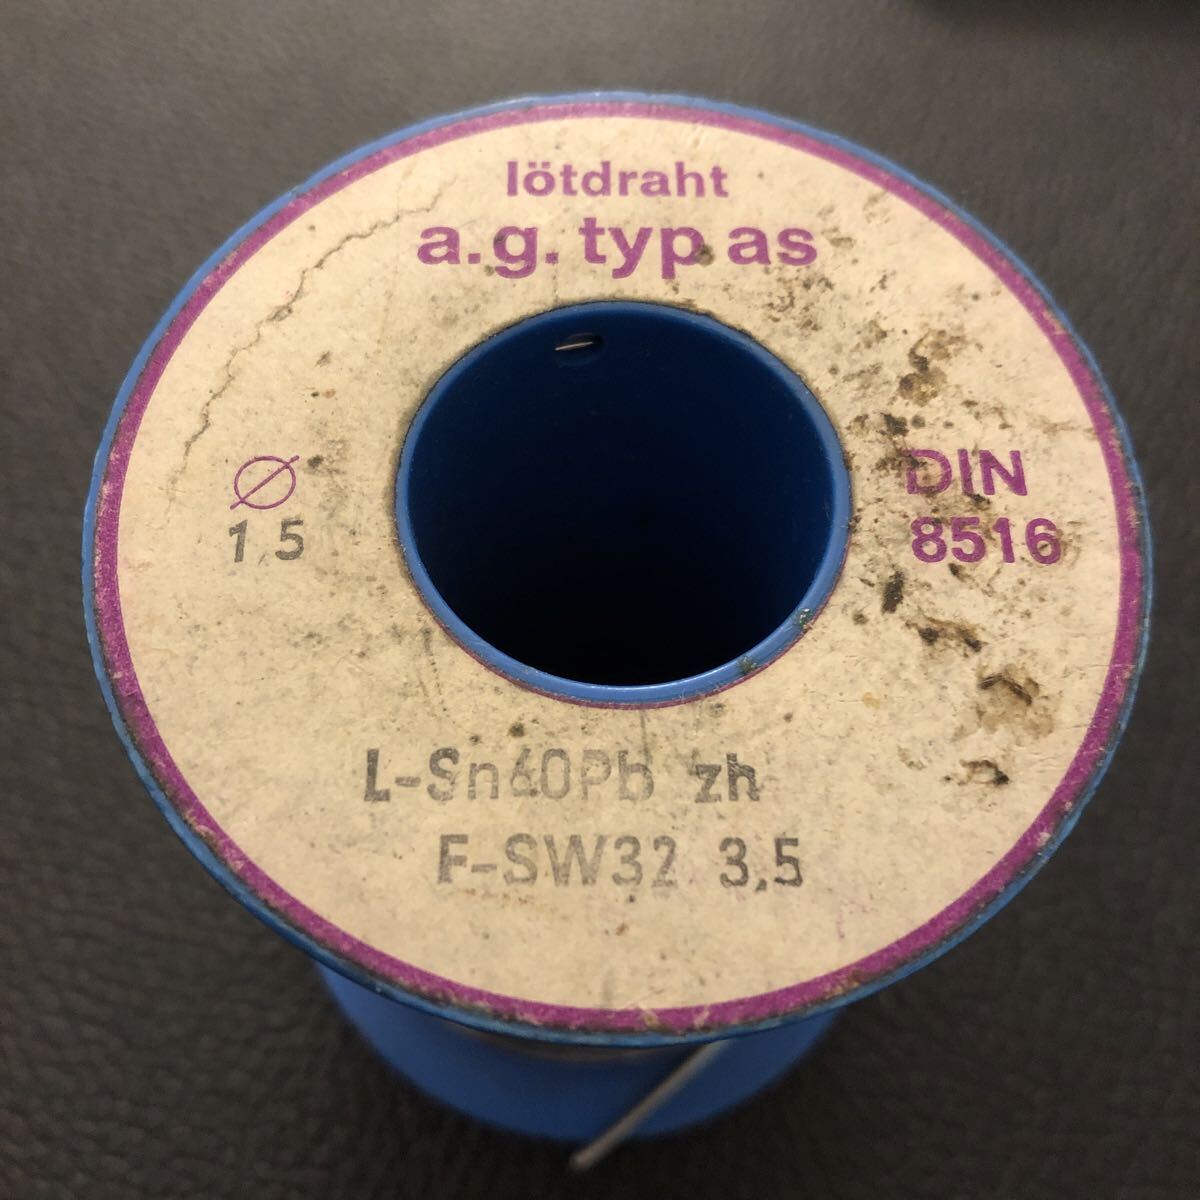 lötdraht
a.g. typ as
Ø
1,5
DIN
8516
L-Sn60Pb zh
F-SW32 3,5